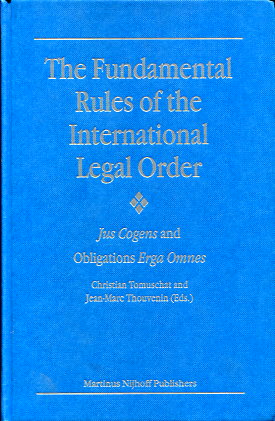 The Fundamental
Rules of the
International
Legal Order
Jus Cogens and
Obligations Erga Omnes
Christian Tomuschat and
Jean-Marc Thouvenin (Eds.)
Martinus Nijhoff Publishers